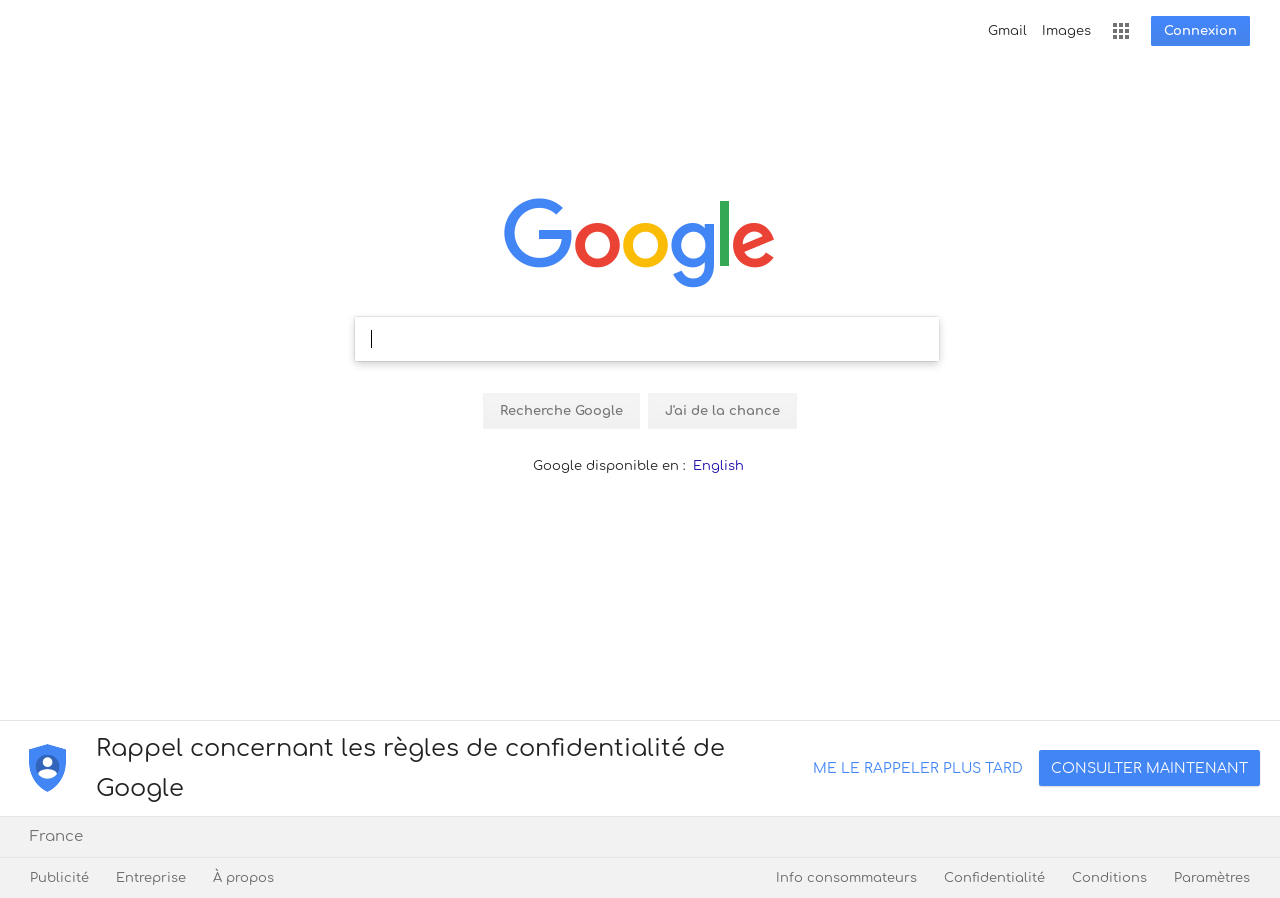 Gmail Images Connexion
Google
Recherche Google J'ai de la chance
Google disponible en : English
Rappel concernant les règles de confidentialité de
Google
ME LE RAPPELER PLUS TARD CONSULTER MAINTENANT
France
Publicité Entreprise À propos Info consommateurs Confidentialité Conditions Paramètres